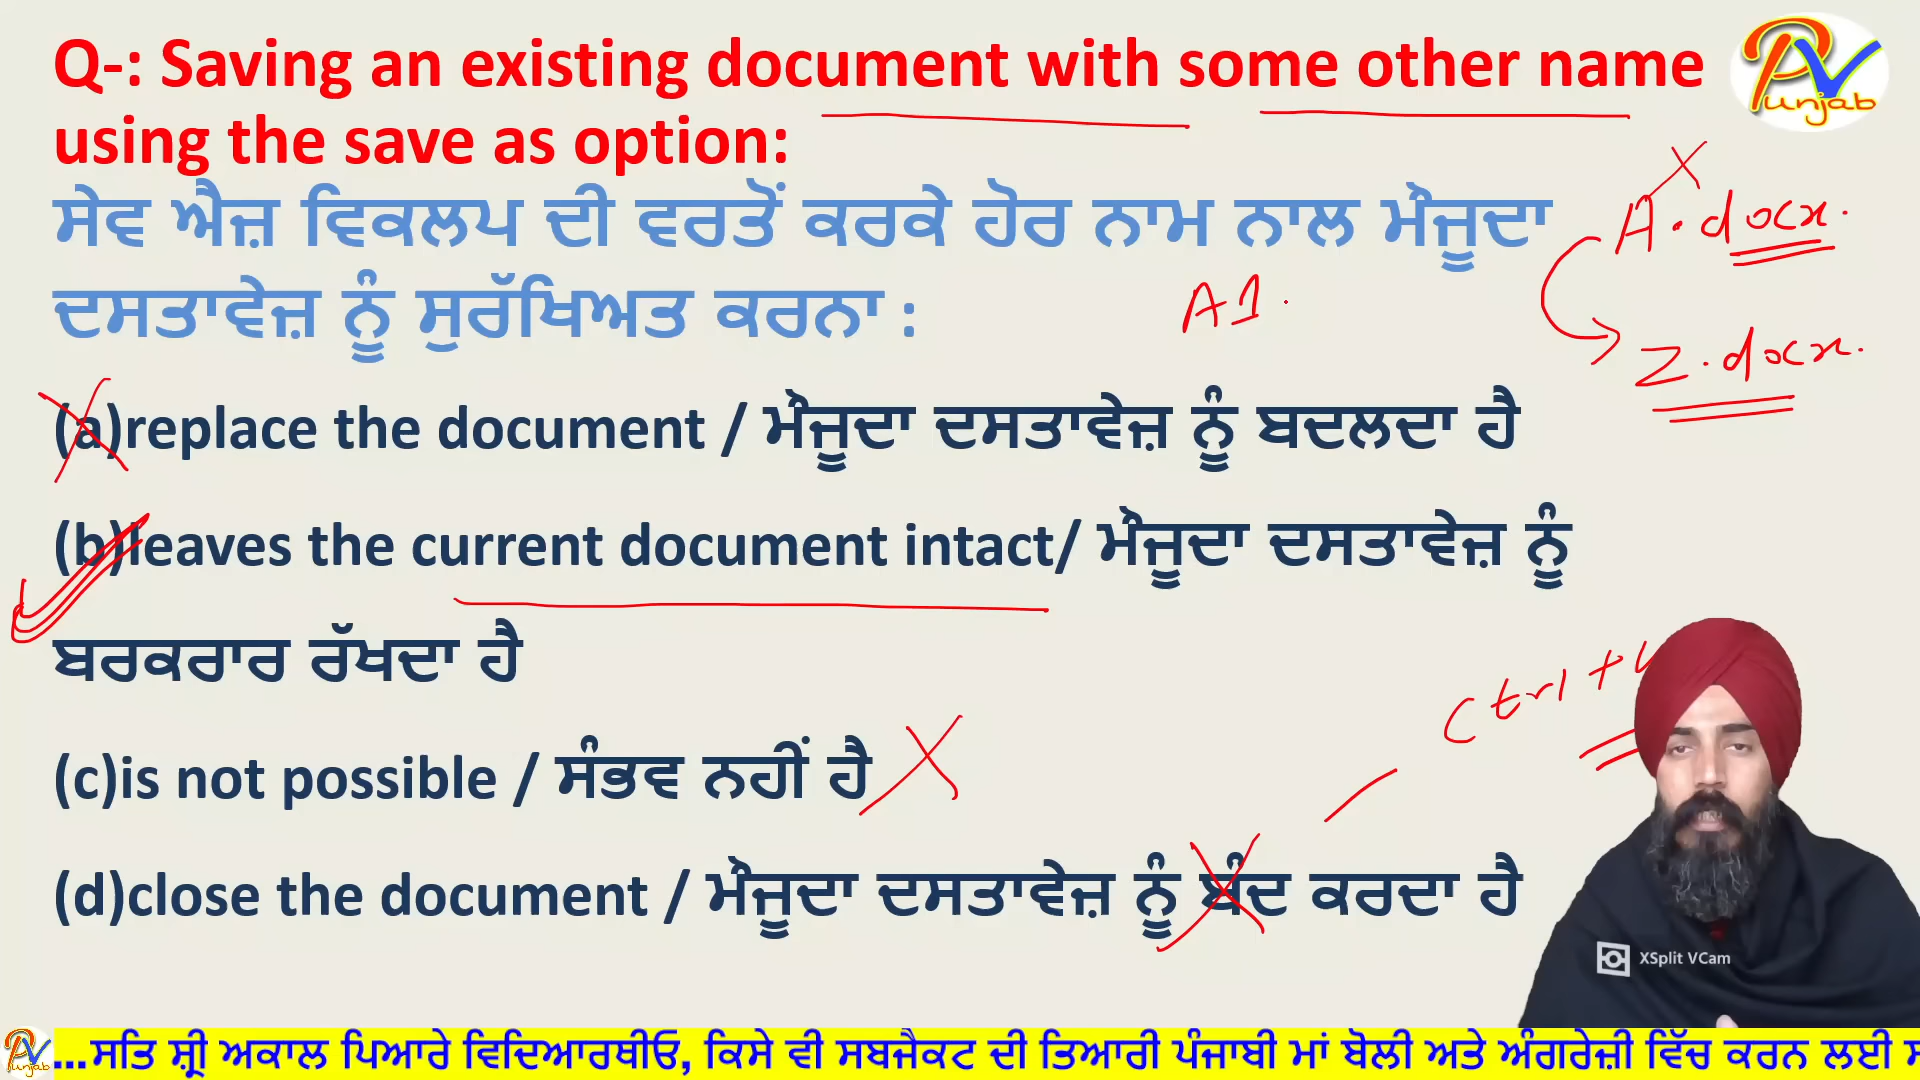 Q-: Saving an existing document with some other name
using the save as option:
ਸੇਵ ਐਜ਼ ਵਿਕਲਪ ਦੀ ਵਰਤੋਂ ਕਰਕੇ ਹੋਰ ਨਾਮ ਨਾਲ ਮੌਜੂਦਾ
ਦਸਤਾਵੇਜ਼ ਨੂੰ ਸੁਰੱਖਿਅਤ ਕਰਨਾ :
A.docx.
A1.
Z.docx.
(a)replace the document / ਮੌਜੂਦਾ ਦਸਤਾਵੇਜ਼ ਨੂੰ ਬਦਲਦਾ ਹੈ
(b)leaves the current document intact/ ਮੌਜੂਦਾ ਦਸਤਾਵੇਜ਼ ਨੂੰ
ਬਰਕਰਾਰ ਰੱਖਦਾ ਹੈ
Ctrl +
(c)is not possible / ਸੰਭਵ ਨਹੀਂ ਹੈ
(d)close the document / ਮੌਜੂਦਾ ਦਸਤਾਵੇਜ਼ ਨੂੰ ਬੰਦ ਕਰਦਾ ਹੈ
XSplit VCam
PV Punjab
...ਸਤਿ ਸ਼੍ਰੀ ਅਕਾਲ ਪਿਆਰੇ ਵਿਦਿਆਰਥੀਓ, ਕਿਸੇ ਵੀ ਸਬਜੈਕਟ ਦੀ ਤਿਆਰੀ ਪੰਜਾਬੀ ਮਾਂ ਬੋਲੀ ਅਤੇ ਅੰਗਰੇਜ਼ੀ ਵਿੱਚ ਕਰਨ ਲਈ